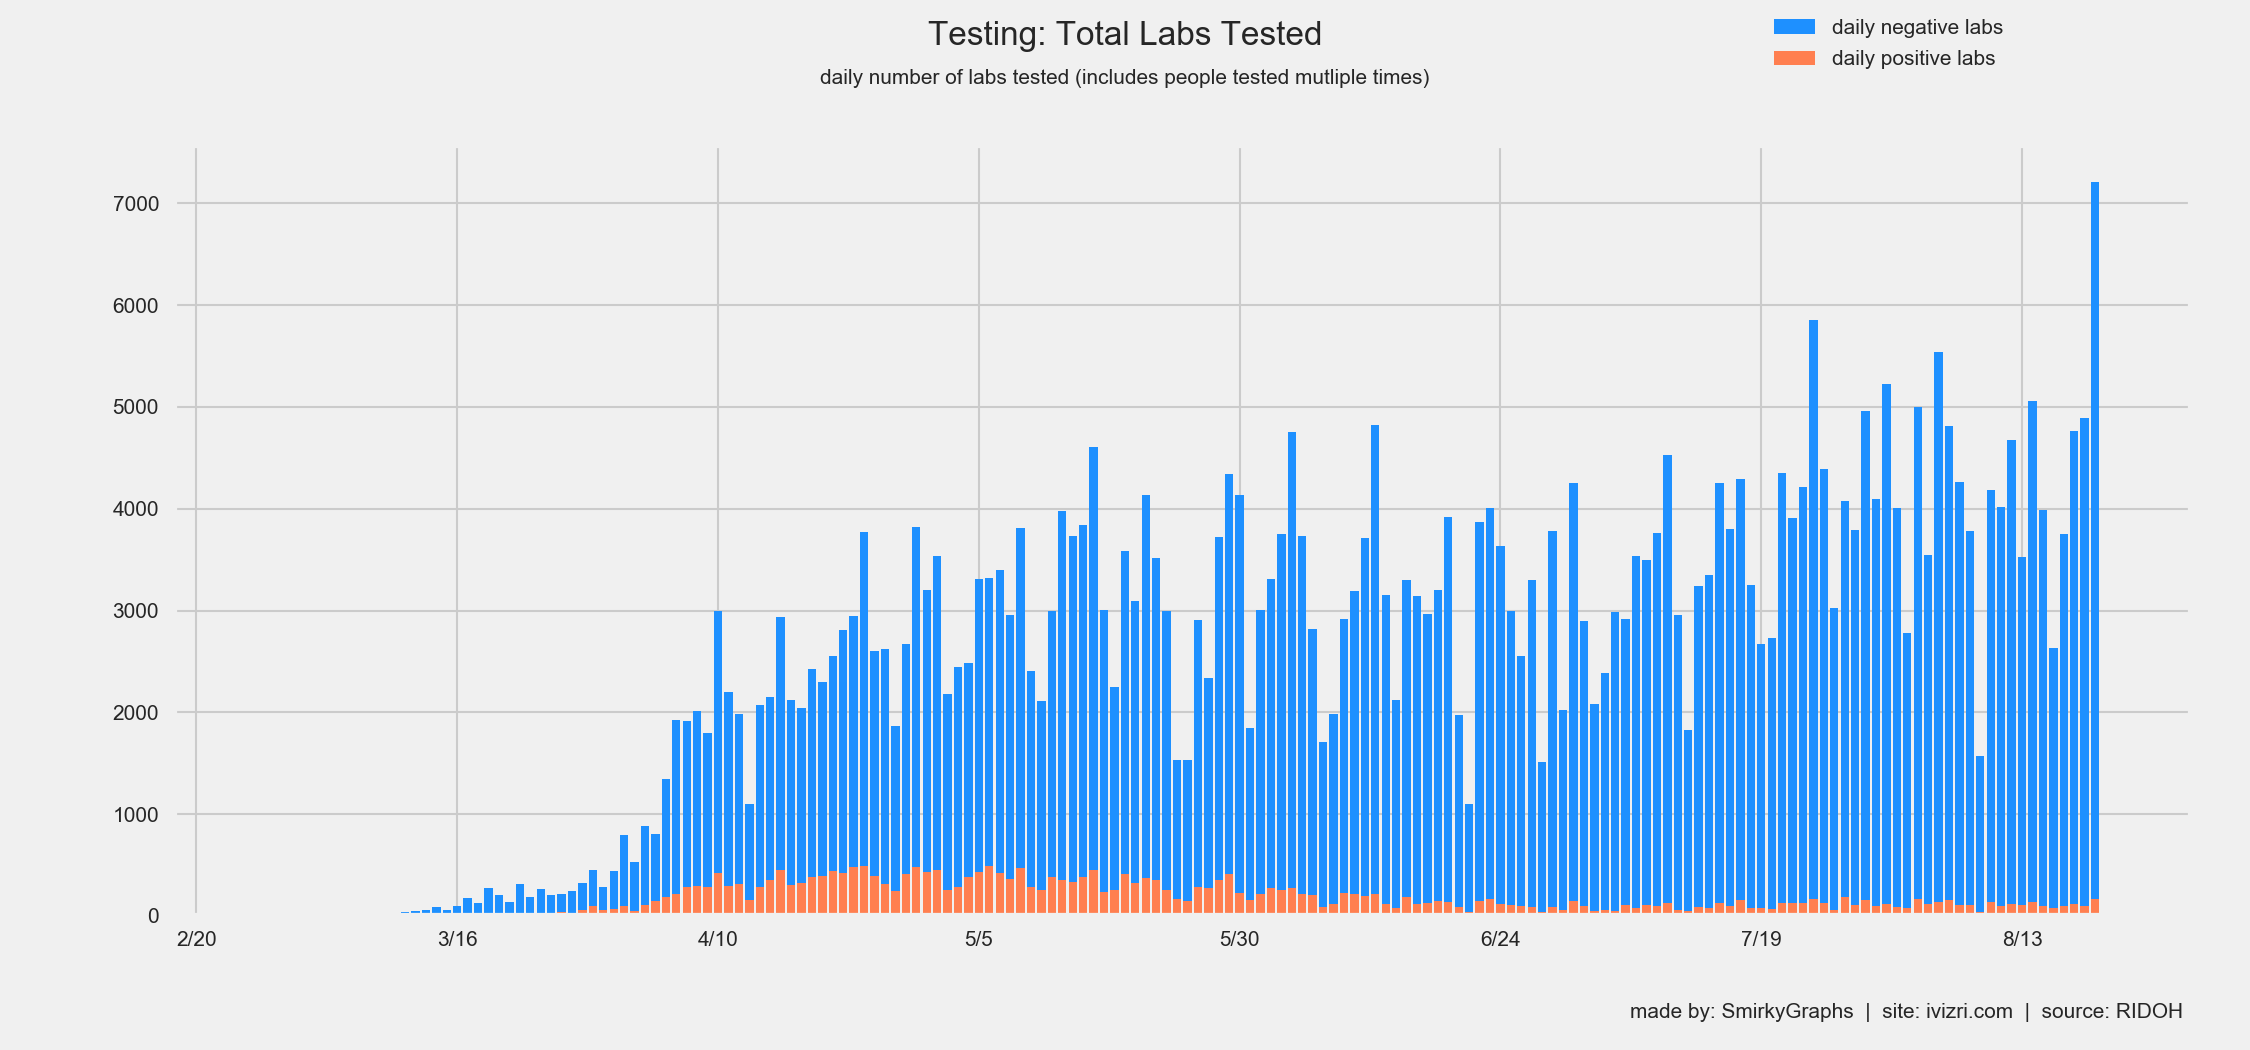 Testing: Total Labs Tested
daily number of labs tested (includes people tested mutliple times)
daily negative labs
daily positive labs
7000
6000
5000
4000
3000
2000
1000
0
2/20 3/16 4/10 5/5 5/30 6/24 7/19 8/13
made by: SmirkyGraphs | site: ivizri.com | source: RIDOH